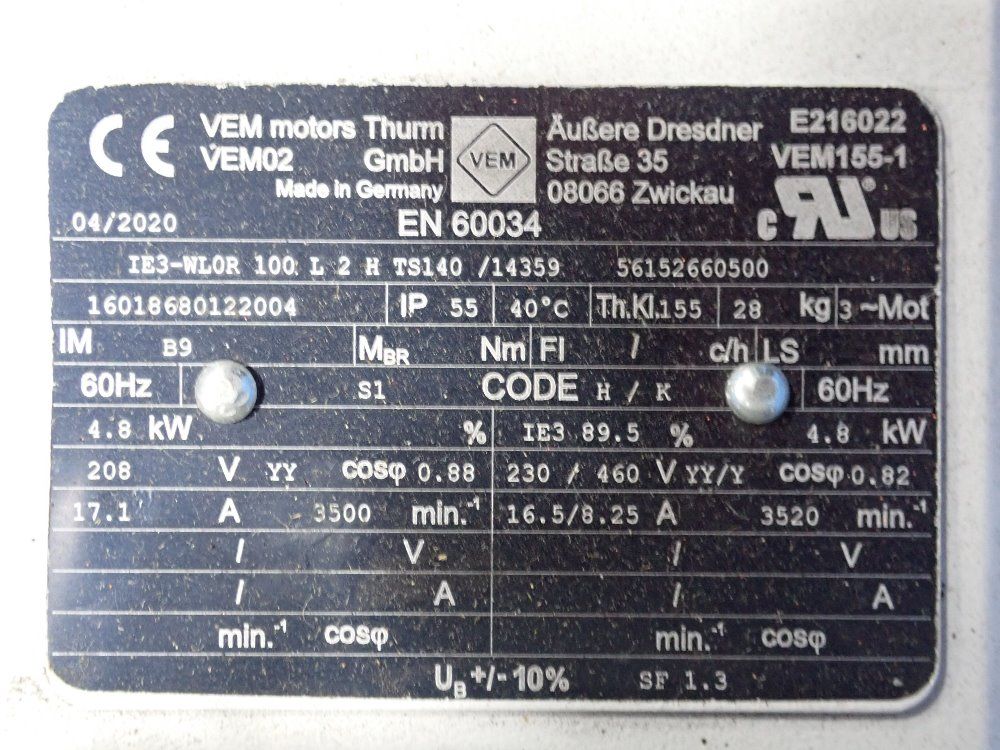 CE VEM motors Thurm VEM Äußere Dresdner E216022
VEM02 GmbH Straße 35 VEM155-1
Made in Germany 08066 Zwickau
04/2020 EN 60034 C RU® US
IE3-WL0R 100 L 2 H TS140 /14359 56152660500
16018680122004 IP 55 40°C Th.Kl.155 28 kg 3 ~Mot
IM B9 MBR Nm FI / c/h LS mm
60Hz S1 CODE H / K 60Hz
4.8 kW % IE3 89.5 % 4.8 kW
208 V YY cosφ 0.88 230 / 460 V YY/Y cosφ 0.82
17.1 A 3500 min.-1 16.5/8.25 A 3520 min.-1
/ V / V
/ A / A
min.-1 cosφ min.-1 cosφ
UB +/- 10% SF 1.3